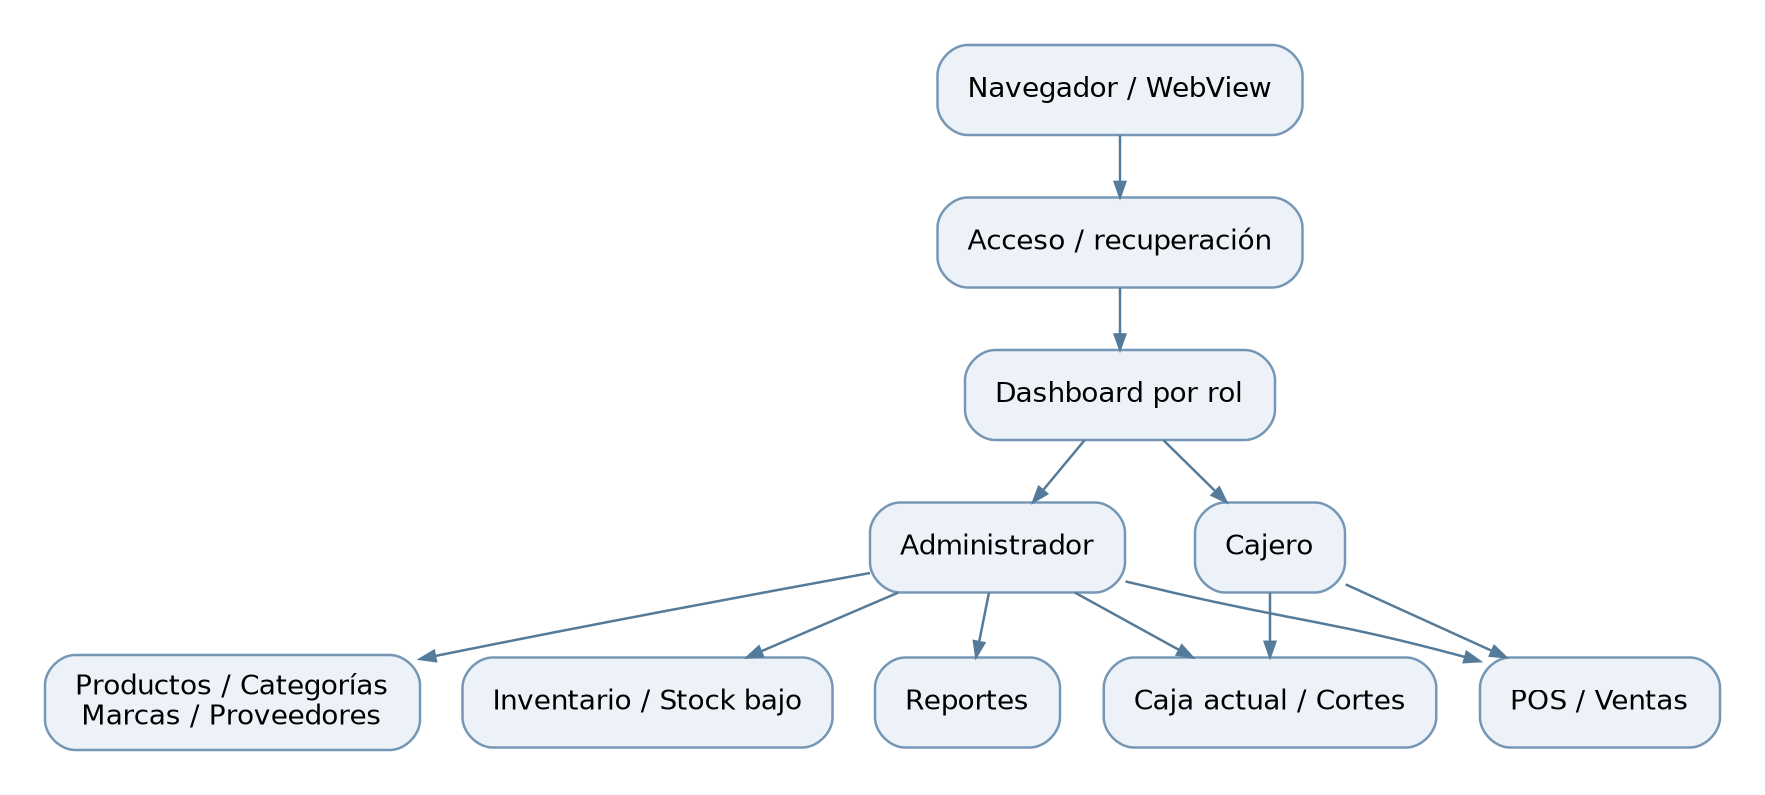 Navegador / WebView
Acceso / recuperación
Dashboard por rol
Administrador
Cajero
Productos / Categorías
Marcas / Proveedores
Inventario / Stock bajo
Reportes
Caja actual / Cortes
POS / Ventas